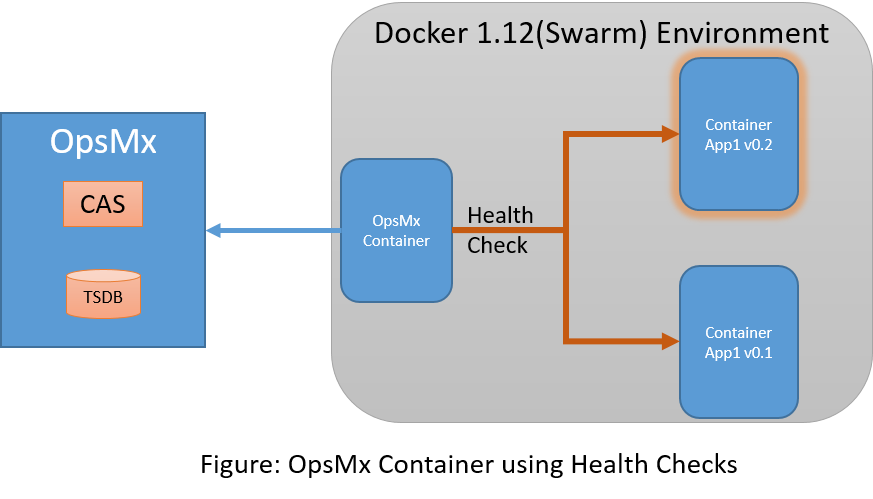 Docker 1.12(Swarm) Environment
OpsMx
CAS
TSDB
OpsMx
Container
Health
Check
Container
App1 v0.2
Container
App1 v0.1
Figure: OpsMx Container using Health Checks